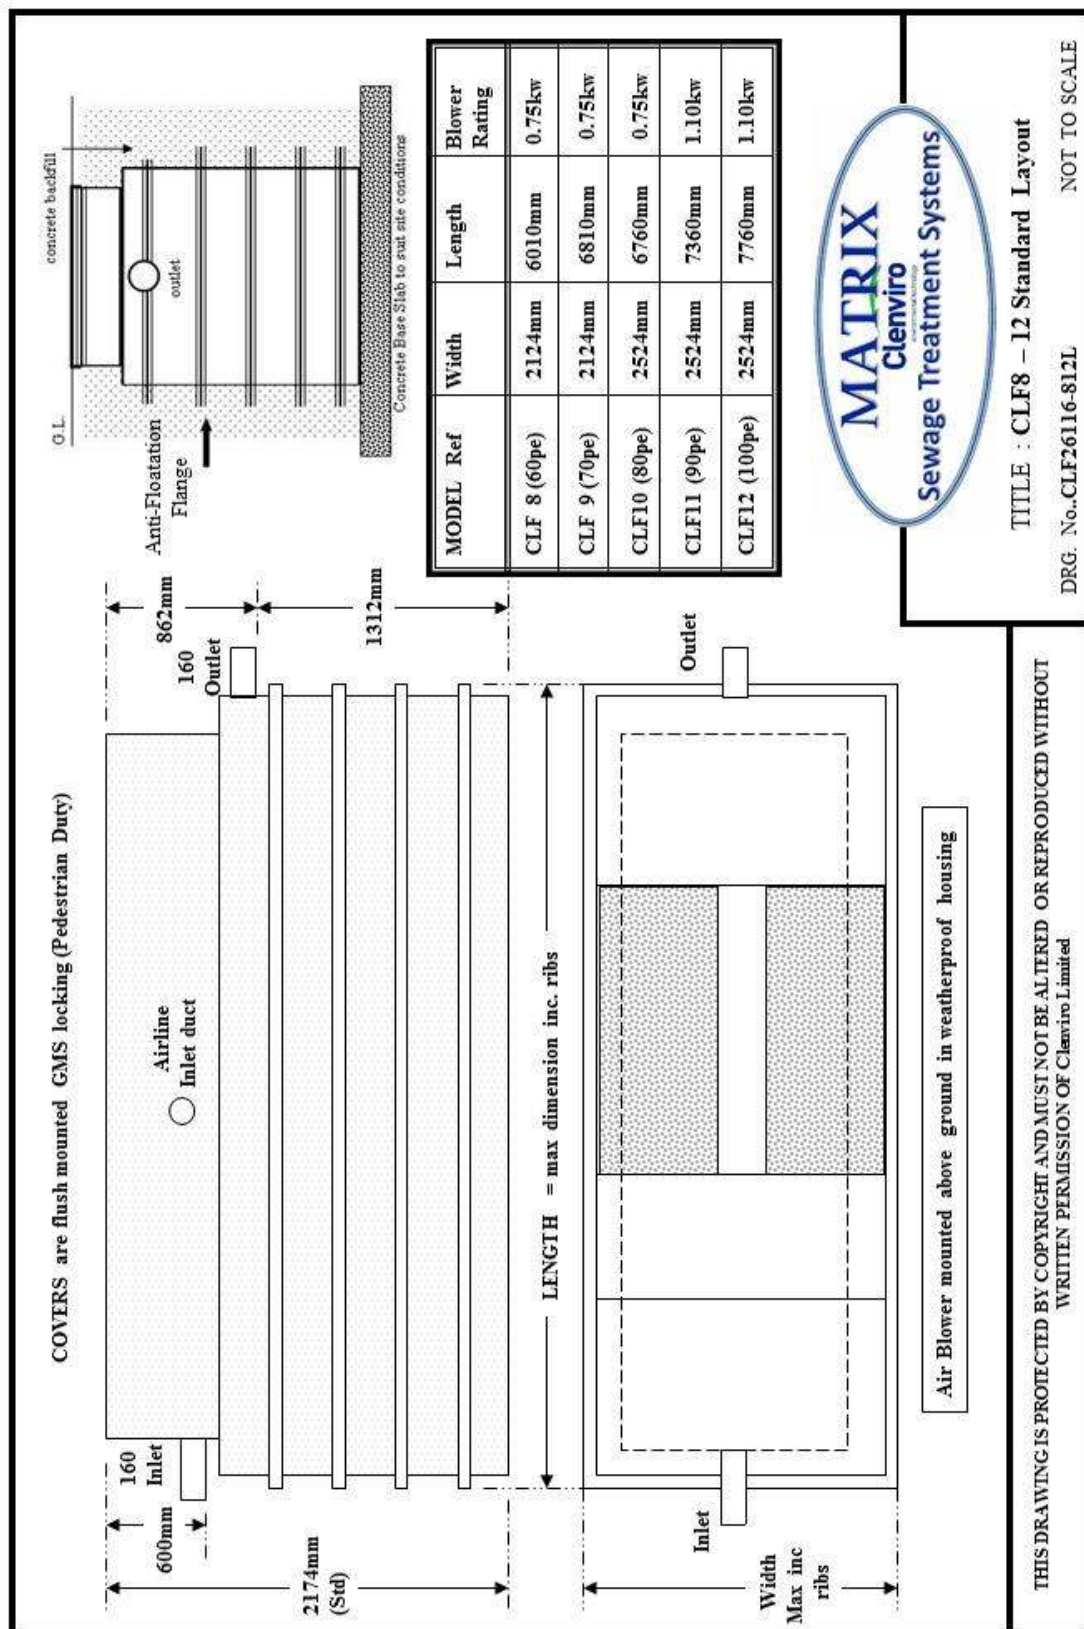 COVERS are flush mounted GMS locking (Pedestrian Duty)
160
Inlet
600mm
2174mm
(Std)
Airline
Inlet duct
160
Outlet
862mm
1312mm
G.L.
concrete backfill
outlet
Anti-Floatation
Flange
Concrete Base Slab to suit site conditions
LENGTH = max dimension inc. ribs
Inlet
Outlet
Width
Max inc
ribs
Air Blower mounted above ground in weatherproof housing
MODEL Ref Width Length Blower Rating
CLF 8 (60pe) 2124mm 6010mm 0.75kw
CLF 9 (70pe) 2124mm 6810mm 0.75kw
CLF10 (80pe) 2524mm 6760mm 0.75kw
CLF11 (90pe) 2524mm 7360mm 1.10kw
CLF12 (100pe) 2524mm 7760mm 1.10kw
MATRIX
Clenviro
Sewage Treatment Systems
TITLE : CLF8 – 12 Standard Layout
DRG. No..CLF26116-812L NOT TO SCALE
THIS DRAWING IS PROTECTED BY COPYRIGHT AND MUST NOT BE ALTERED OR REPRODUCED WITHOUT
WRITTEN PERMISSION OF Clenviro Limited